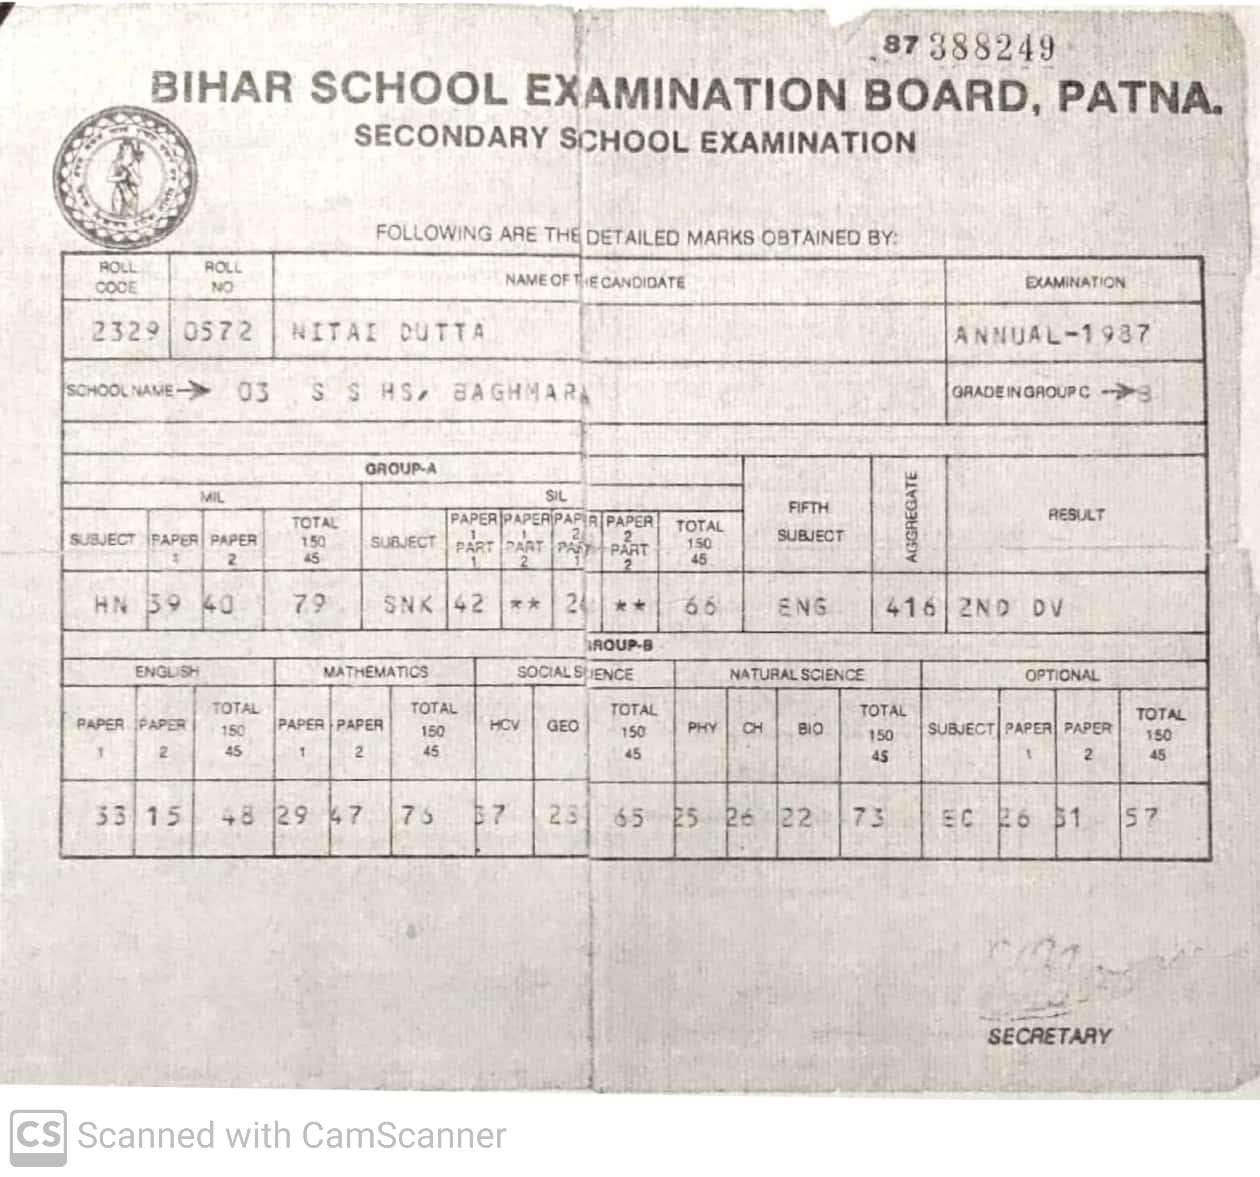 87 388249
BIHAR SCHOOL EXAMINATION BOARD, PATNA.
SECONDARY SCHOOL EXAMINATION
FOLLOWING ARE THE DETAILED MARKS OBTAINED BY:
ROLL CODE ROLL NO NAME OF THE CANDIDATE EXAMINATION
2329 0572 NITAI DUTTA ANNUAL-1987
SCHOOL NAME → 03 S S HS, BAGHMARA GRADE IN GROUP C →
GROUP-A
MIL SIL FIFTH SUBJECT AGGREGATE RESULT
SUBJECT PAPER 1 PAPER 2 TOTAL 150 45 SUBJECT PAPER 1 PART 1 PAPER 1 PART 2 PAPER 2 PART 1 PAPER 2 PART 2 TOTAL 150 45
HN 39 40 79 SNK 42 ** ** 66 ENG 416 2ND DV
GROUP-B
ENGLISH MATHEMATICS SOCIAL SCIENCE NATURAL SCIENCE OPTIONAL
PAPER 1 PAPER 2 TOTAL 150 45 PAPER 1 PAPER 2 TOTAL 150 45 HCV GEO TOTAL 150 45 PHY CH BIO TOTAL 150 45 SUBJECT PAPER 1 PAPER 2 TOTAL 150 45
33 15 48 29 47 76 37 28 65 25 26 22 73 EC 26 31 57
SECRETARY
CS Scanned with CamScanner